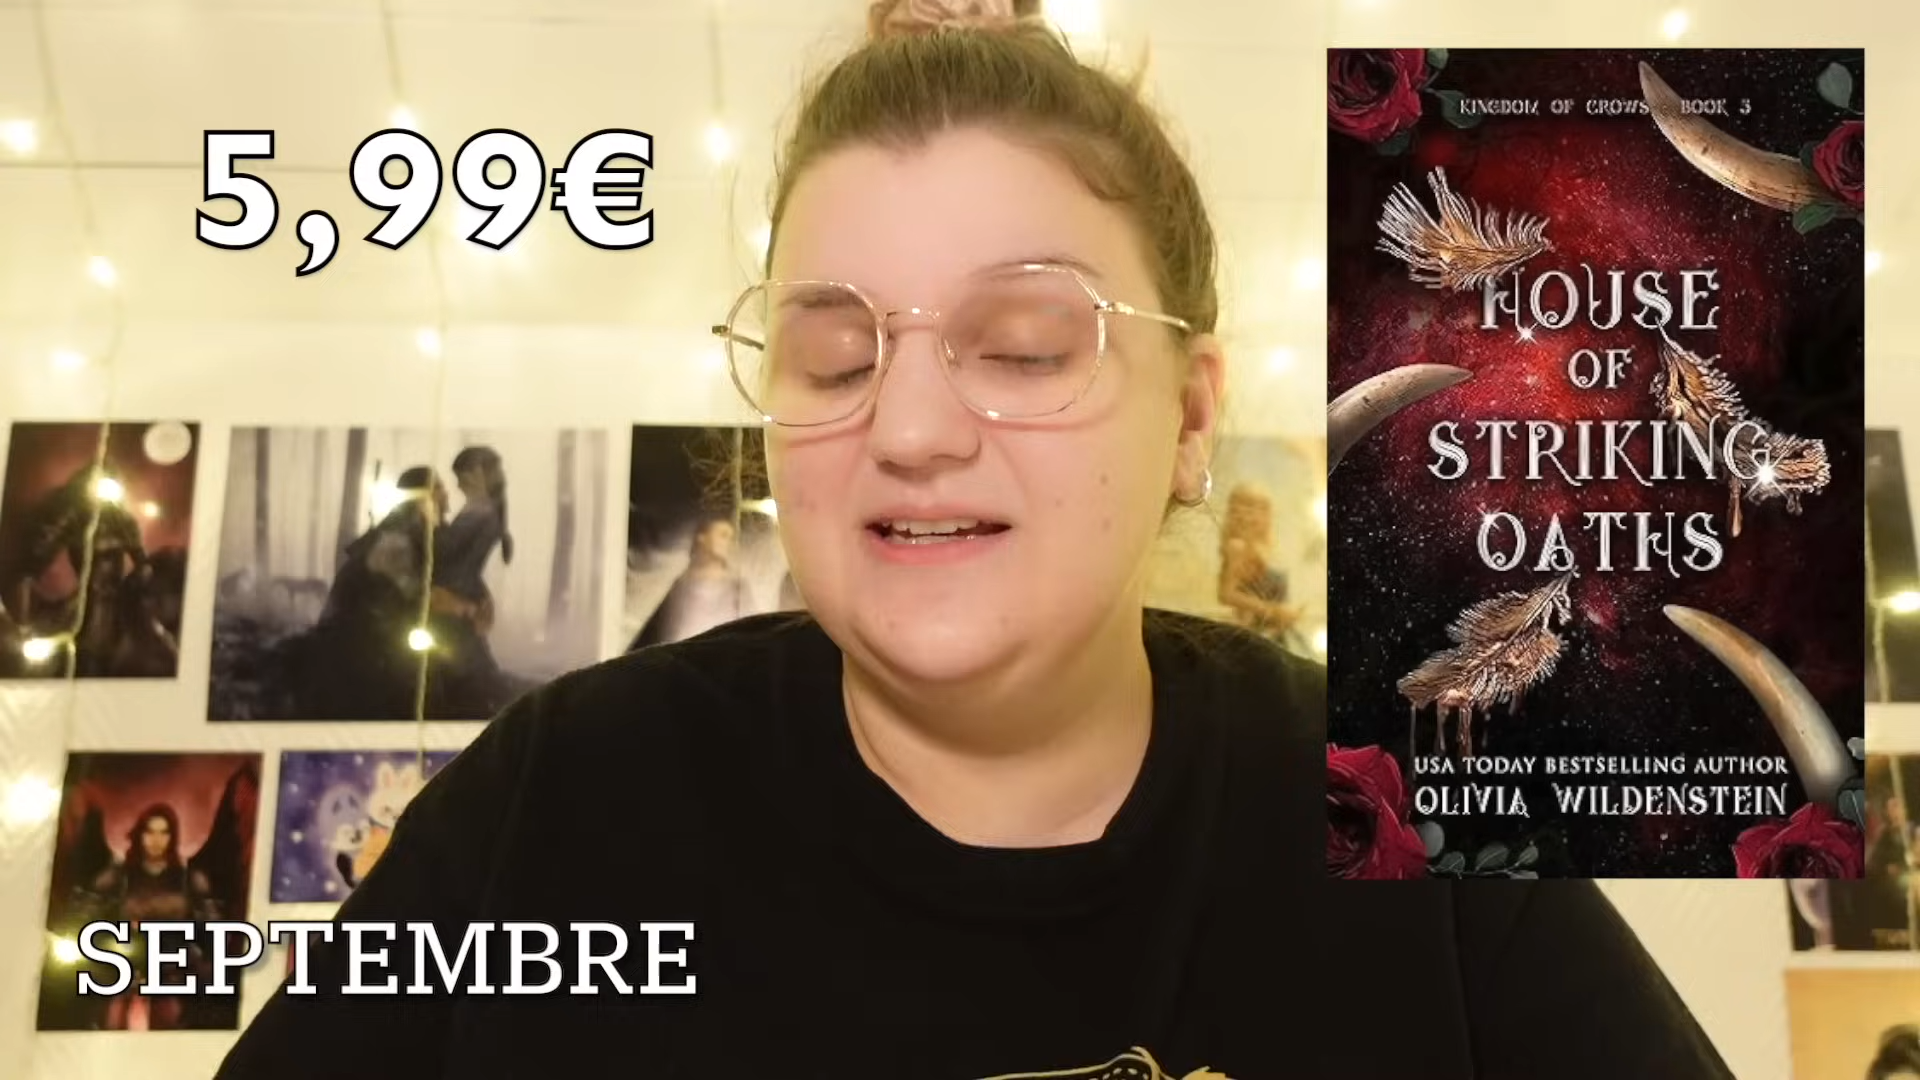 5,99€
KINGDOM OF CROWS BOOK 3
HOUSE
OF
STRIKING
OATHS
USA TODAY BESTSELLING AUTHOR
OLIVIA WILDENSTEIN
SEPTEMBRE